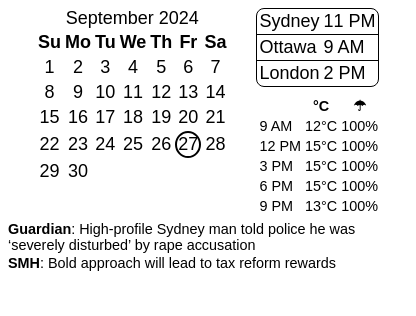 September 2024
Su Mo Tu We Th Fr Sa
1 2 3 4 5 6 7
8 9 10 11 12 13 14
15 16 17 18 19 20 21
22 23 24 25 26 27 28
29 30
Sydney 11 PM
Ottawa 9 AM
London 2 PM
°C ☂
9 AM 12°C 100%
12 PM 15°C 100%
3 PM 15°C 100%
6 PM 15°C 100%
9 PM 13°C 100%
Guardian: High-profile Sydney man told police he was
‘severely disturbed’ by rape accusation
SMH: Bold approach will lead to tax reform rewards